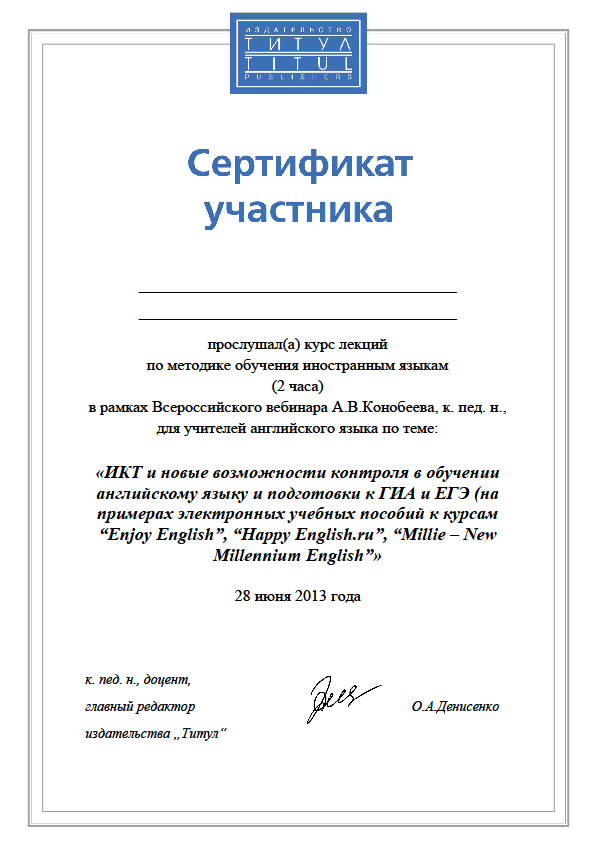 ИЗДАТЕЛЬСТВО
ТИТУЛ
TITUL
PUBLISHERS
Сертификат
участника
прослушал(а) курс лекций
по методике обучения иностранным языкам
(2 часа)
в рамках Всероссийского вебинара А.В.Конобеева, к. пед. н.,
для учителей английского языка по теме:
«ИКТ и новые возможности контроля в обучении
английскому языку и подготовки к ГИА и ЕГЭ (на
примерах электронных учебных пособий к курсам
“Enjoy English”, “Happy English.ru”, “Millie – New
Millennium English”»
28 июня 2013 года
к. пед. н., доцент,
главный редактор О.А.Денисенко
издательства „Титул“